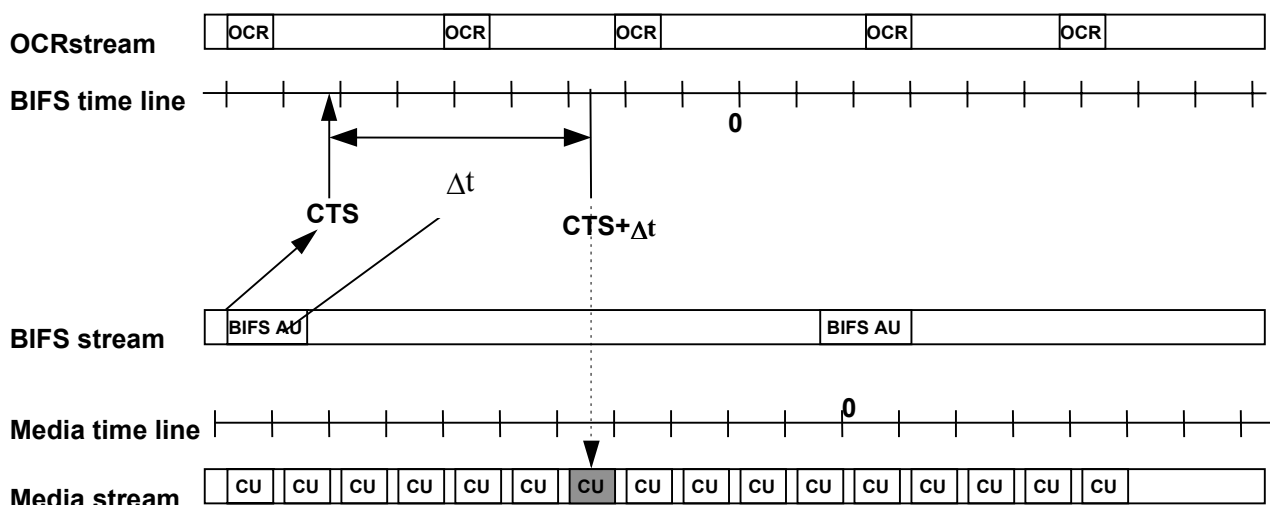 OCRstream OCR OCR OCR OCR OCR
BIFS time line
0
Δt
CTS
CTS+Δt
BIFS stream BIFS AU BIFS AU
0
Media time line
Media stream CU CU CU CU CU CU CU CU CU CU CU CU CU CU CU CU